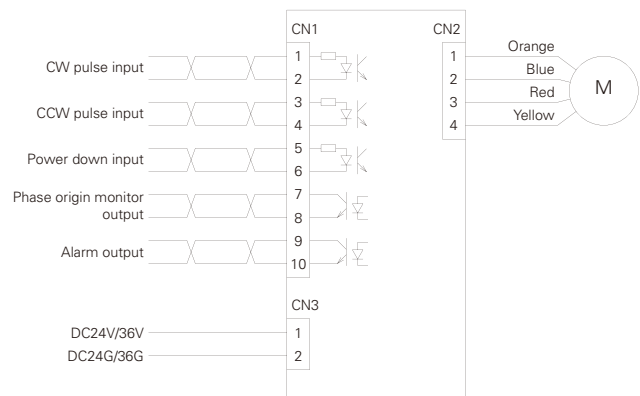 CN1
CN2
CW pulse input
1
2
CCW pulse input
3
4
Power down input
5
6
Phase origin monitor
output
7
8
Alarm output
9
10
1
Orange
2
Blue
3
Red
4
Yellow
M
CN3
DC24V/36V
1
DC24G/36G
2